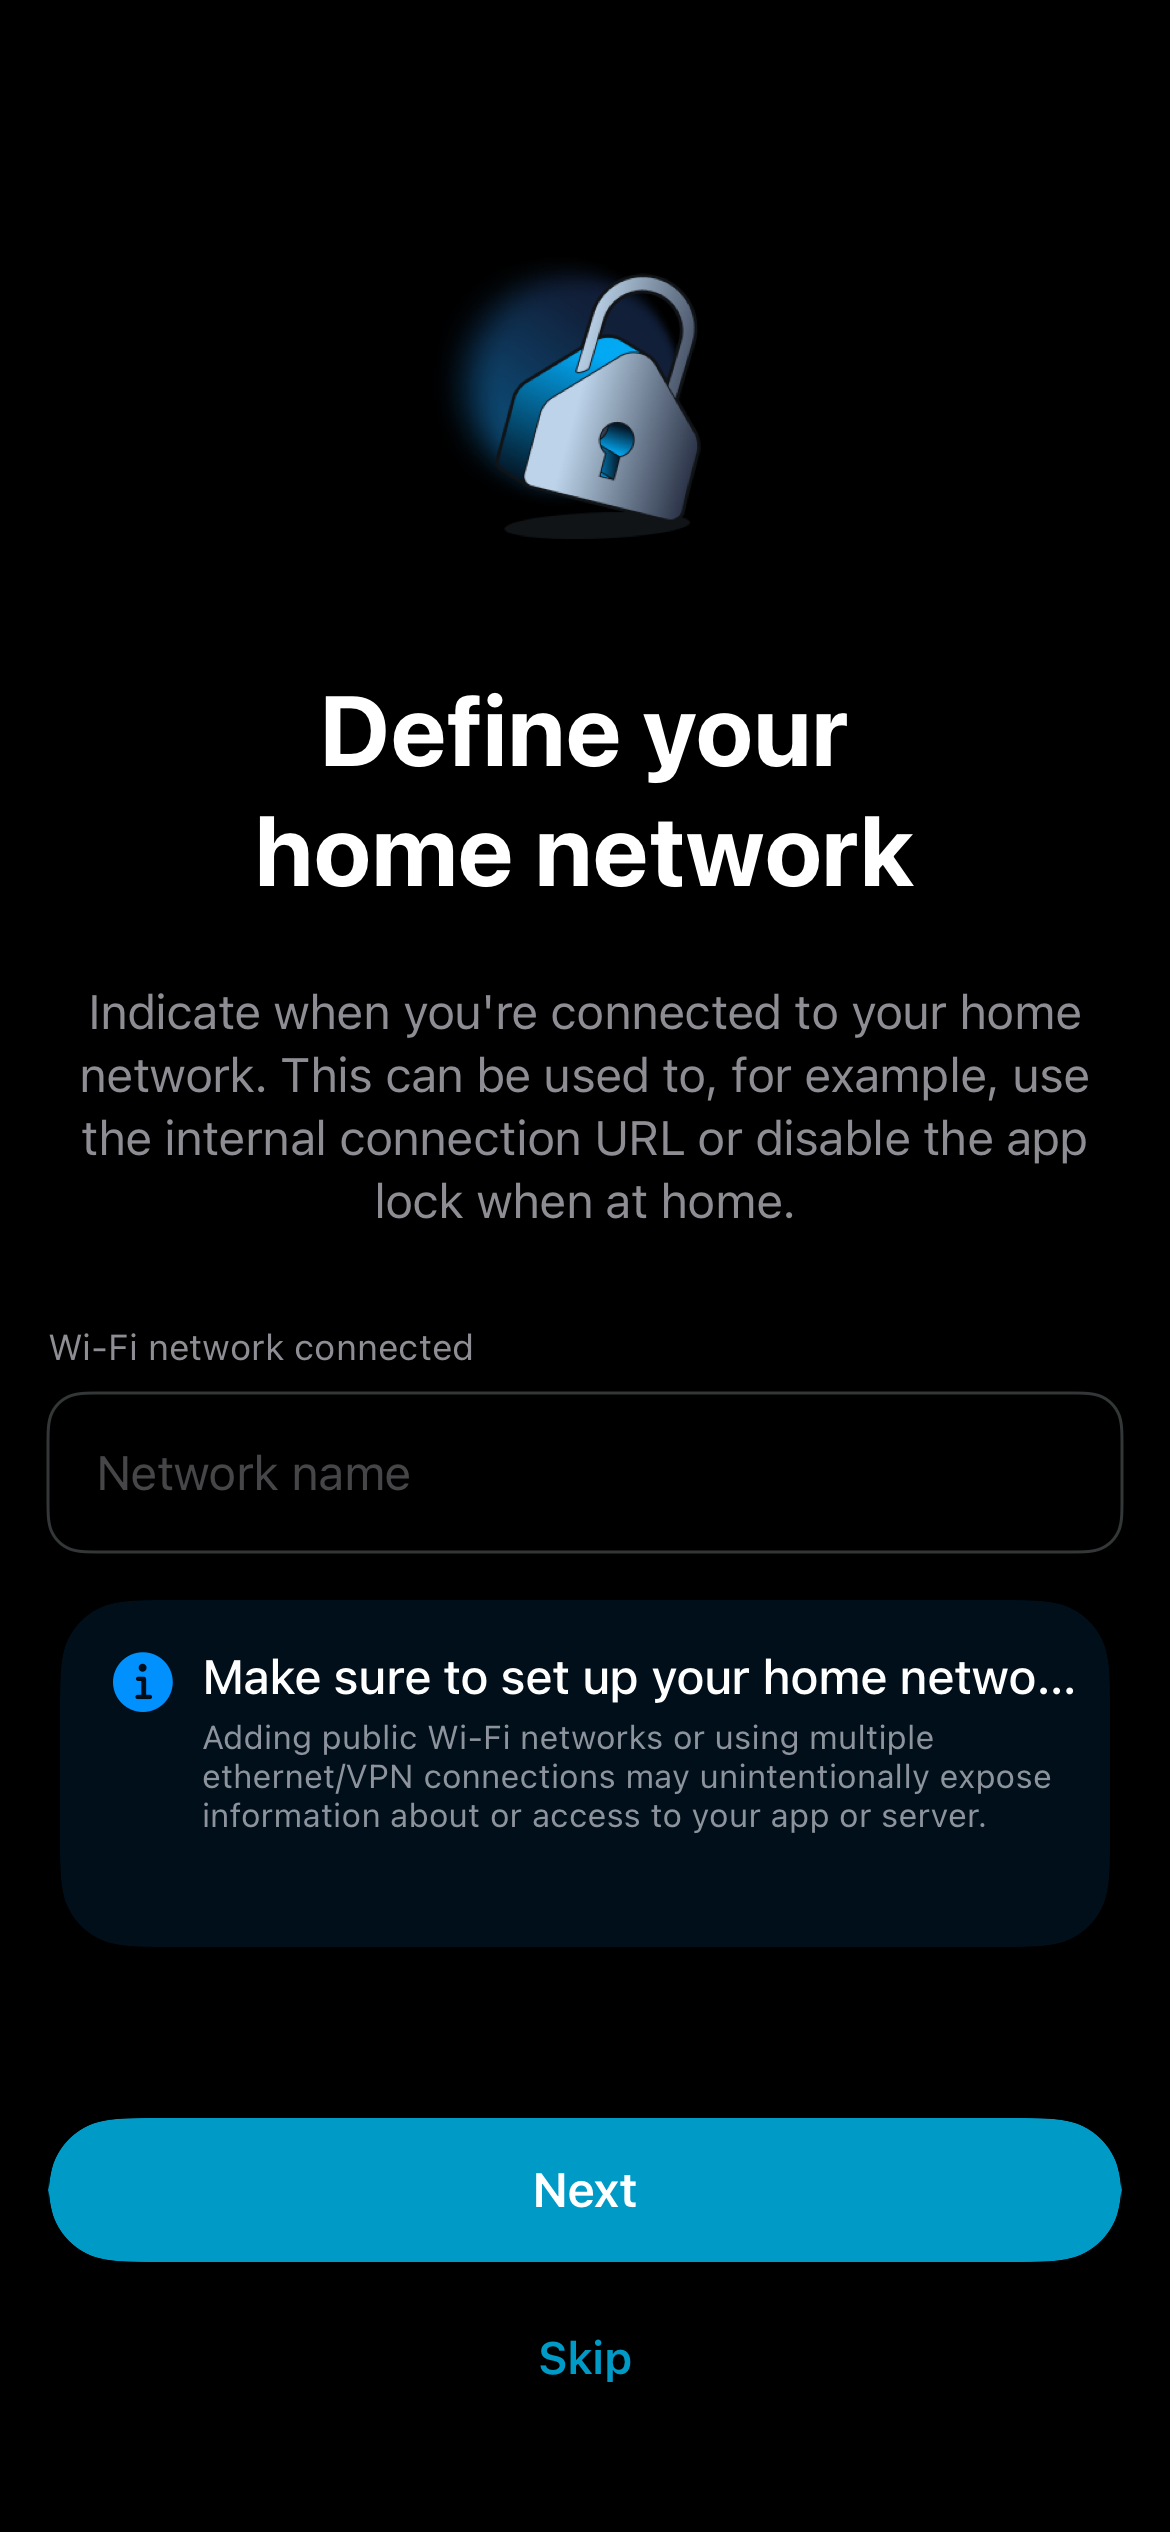 Define your
home network
Indicate when you're connected to your home
network. This can be used to, for example, use
the internal connection URL or disable the app
lock when at home.
Wi-Fi network connected
Network name
Make sure to set up your home netwo...
Adding public Wi-Fi networks or using multiple
ethernet/VPN connections may unintentionally expose
information about or access to your app or server.
Next
Skip